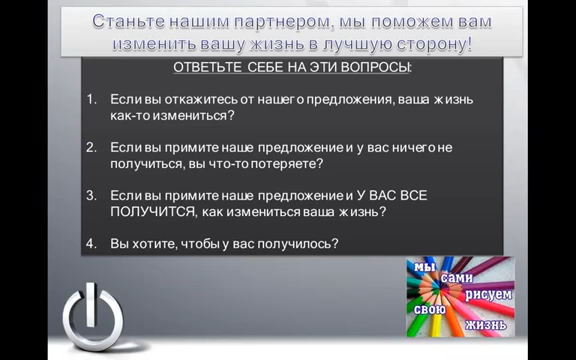 Станьте нашим партнером, мы поможем вам
изменить вашу жизнь в лучшую сторону!
ОТВЕТЬТЕ СЕБЕ НА ЭТИ ВОПРОСЫ:
1. Если вы откажитесь от нашего предложения, ваша жизнь
как-то измениться?
2. Если вы примите наше предложение и у вас ничего не
получиться, вы что-то потеряете?
3. Если вы примите наше предложение и У ВАС ВСЕ
ПОЛУЧИТСЯ, как измениться ваша жизнь?
4. Вы хотите, чтобы у вас получилось?
мы
сами
рисуем
свою
жизнь